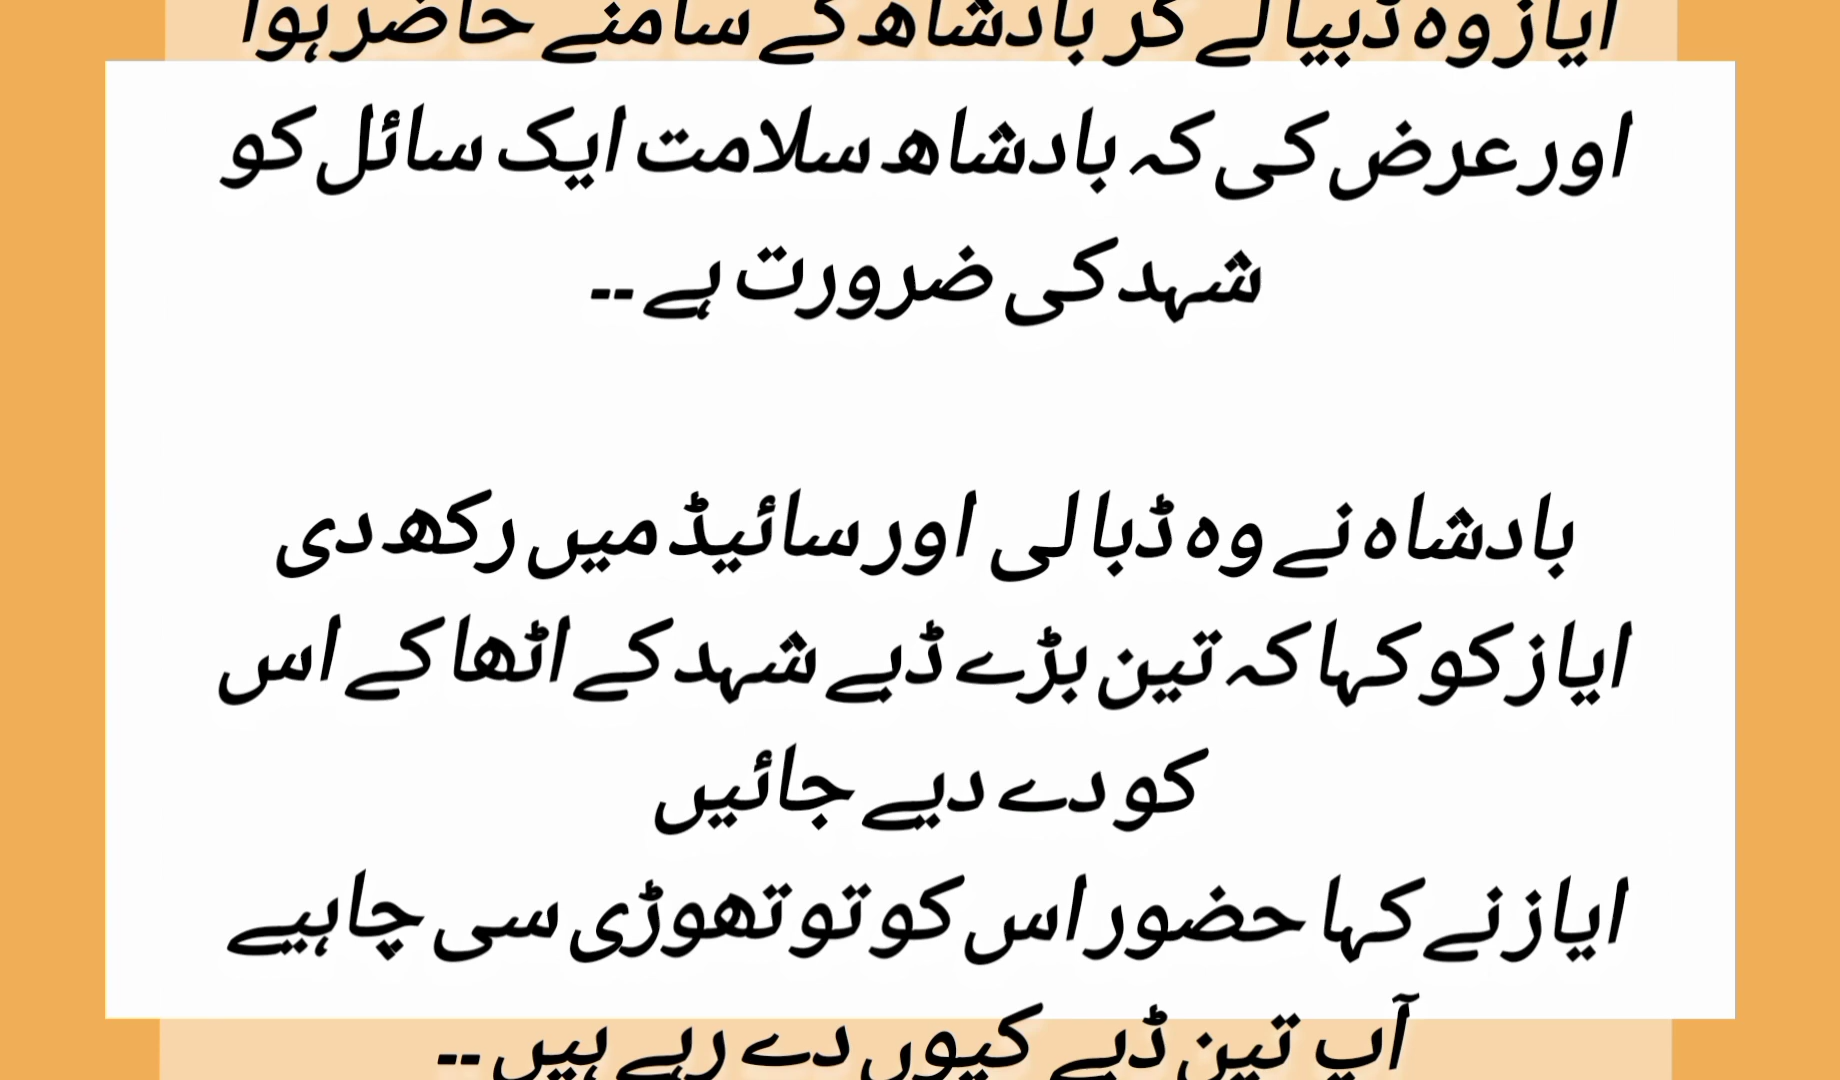 ایاز وہ ڈبیا لے کر بادشاھ کے سامنے حاضر ہوا
اور عرض کی کہ بادشاھ سلامت ایک سائل کو
شہد کی ضرورت ہے --
بادشاہ نے وہ ڈبا لی اور سائیڈ میں رکھ دی
ایاز کو کہا کہ تین بڑے ڈبے شہد کے اٹھا کے اس
کو دے دیے جائیں
ایاز نے کہا حضور اس کو تو تھوڑی سی چاہیے
آپ تین ڈبے کیوں دے رہے ہیں --